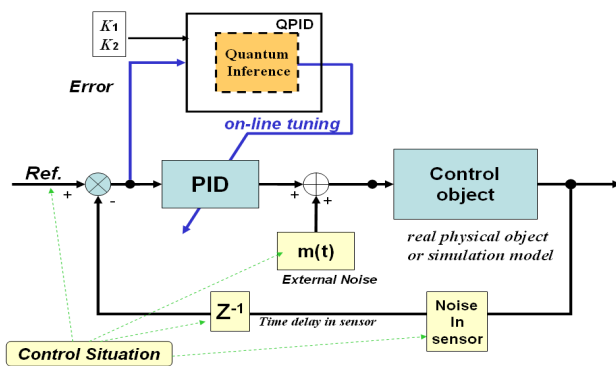 QPID
K1
K2
Quantum
Inference
Error
on-line tuning
Ref.
+
-
PID
+
+
Control
object
real physical object
or simulation model
m(t)
External Noise
Z-1
Time delay in sensor
Noise
In
sensor
Control Situation